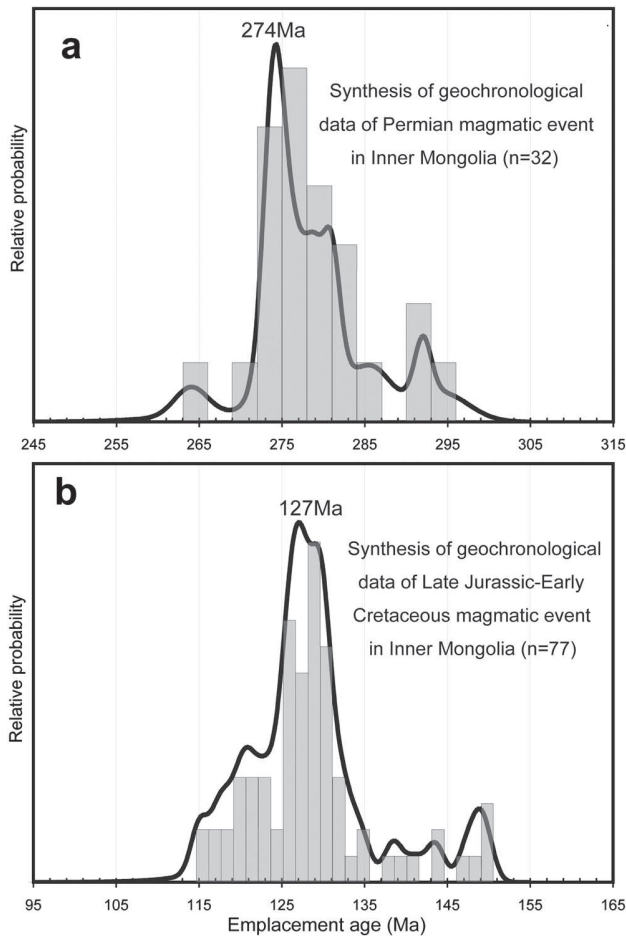 a
274Ma
Synthesis of geochronological
data of Permian magmatic event
in Inner Mongolia (n=32)
Relative probability
245 255 265 275 285 295 305 315
b
127Ma
Synthesis of geochronological
data of Late Jurassic-Early
Cretaceous magmatic event
in Inner Mongolia (n=77)
Relative probability
95 105 115 125 135 145 155 165
Emplacement age (Ma)